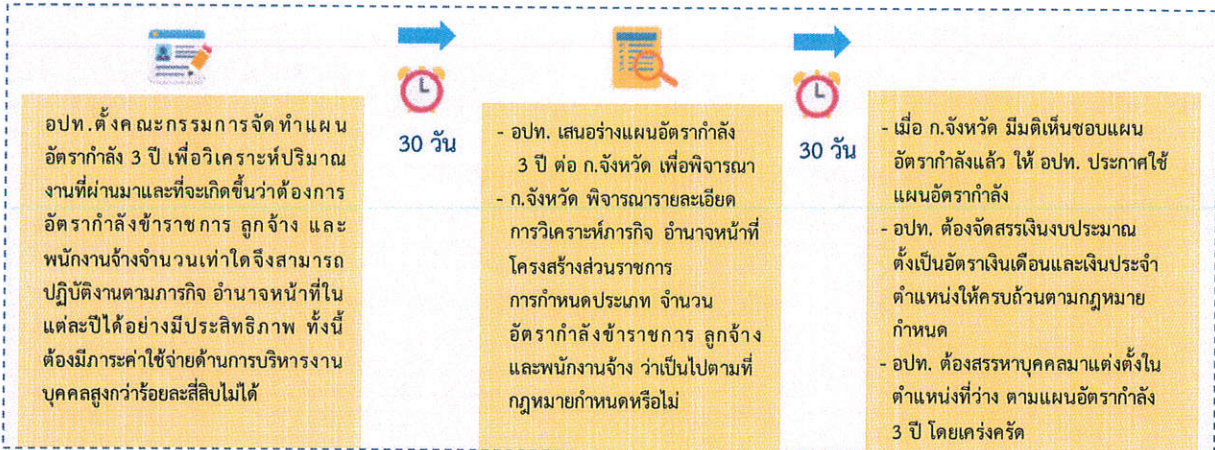 อปท.ตั้งคณะกรรมการจัดทำแผน
อัตรากำลัง 3 ปี เพื่อวิเคราะห์ปริมาณ
งานที่ผ่านมาและที่จะเกิดขึ้นว่าต้องการ
อัตรากำลังข้าราชการ ลูกจ้าง และ
พนักงานจ้างจำนวนเท่าใดจึงสามารถ
ปฏิบัติงานตามภารกิจ อำนาจหน้าที่ใน
แต่ละปีได้อย่างมีประสิทธิภาพ ทั้งนี้
ต้องมีภาระค่าใช้จ่ายด้านการบริหารงาน
บุคคลสูงกว่าร้อยละสี่สิบไม่ได้
30 วัน
- อปท. เสนอร่างแผนอัตรากำลัง
3 ปี ต่อ ก.จังหวัด เพื่อพิจารณา
- ก.จังหวัด พิจารณารายละเอียด
การวิเคราะห์ภารกิจ อำนาจหน้าที่
โครงสร้างส่วนราชการ
การกำหนดประเภท จำนวน
อัตรากำลังข้าราชการ ลูกจ้าง
และพนักงานจ้าง ว่าเป็นไปตามที่
กฎหมายกำหนดหรือไม่
30 วัน
- เมื่อ ก.จังหวัด มีมติเห็นชอบแผน
อัตรากำลังแล้ว ให้ อปท. ประกาศใช้
แผนอัตรากำลัง
- อปท. ต้องจัดสรรเงินงบประมาณ
ตั้งเป็นอัตราเงินเดือนและเงินประจำ
ตำแหน่งให้ครบถ้วนตามกฎหมาย
กำหนด
- อปท. ต้องสรรหาบุคคลมาแต่งตั้งใน
ตำแหน่งที่ว่าง ตามแผนอัตรากำลัง
3 ปี โดยเคร่งครัด